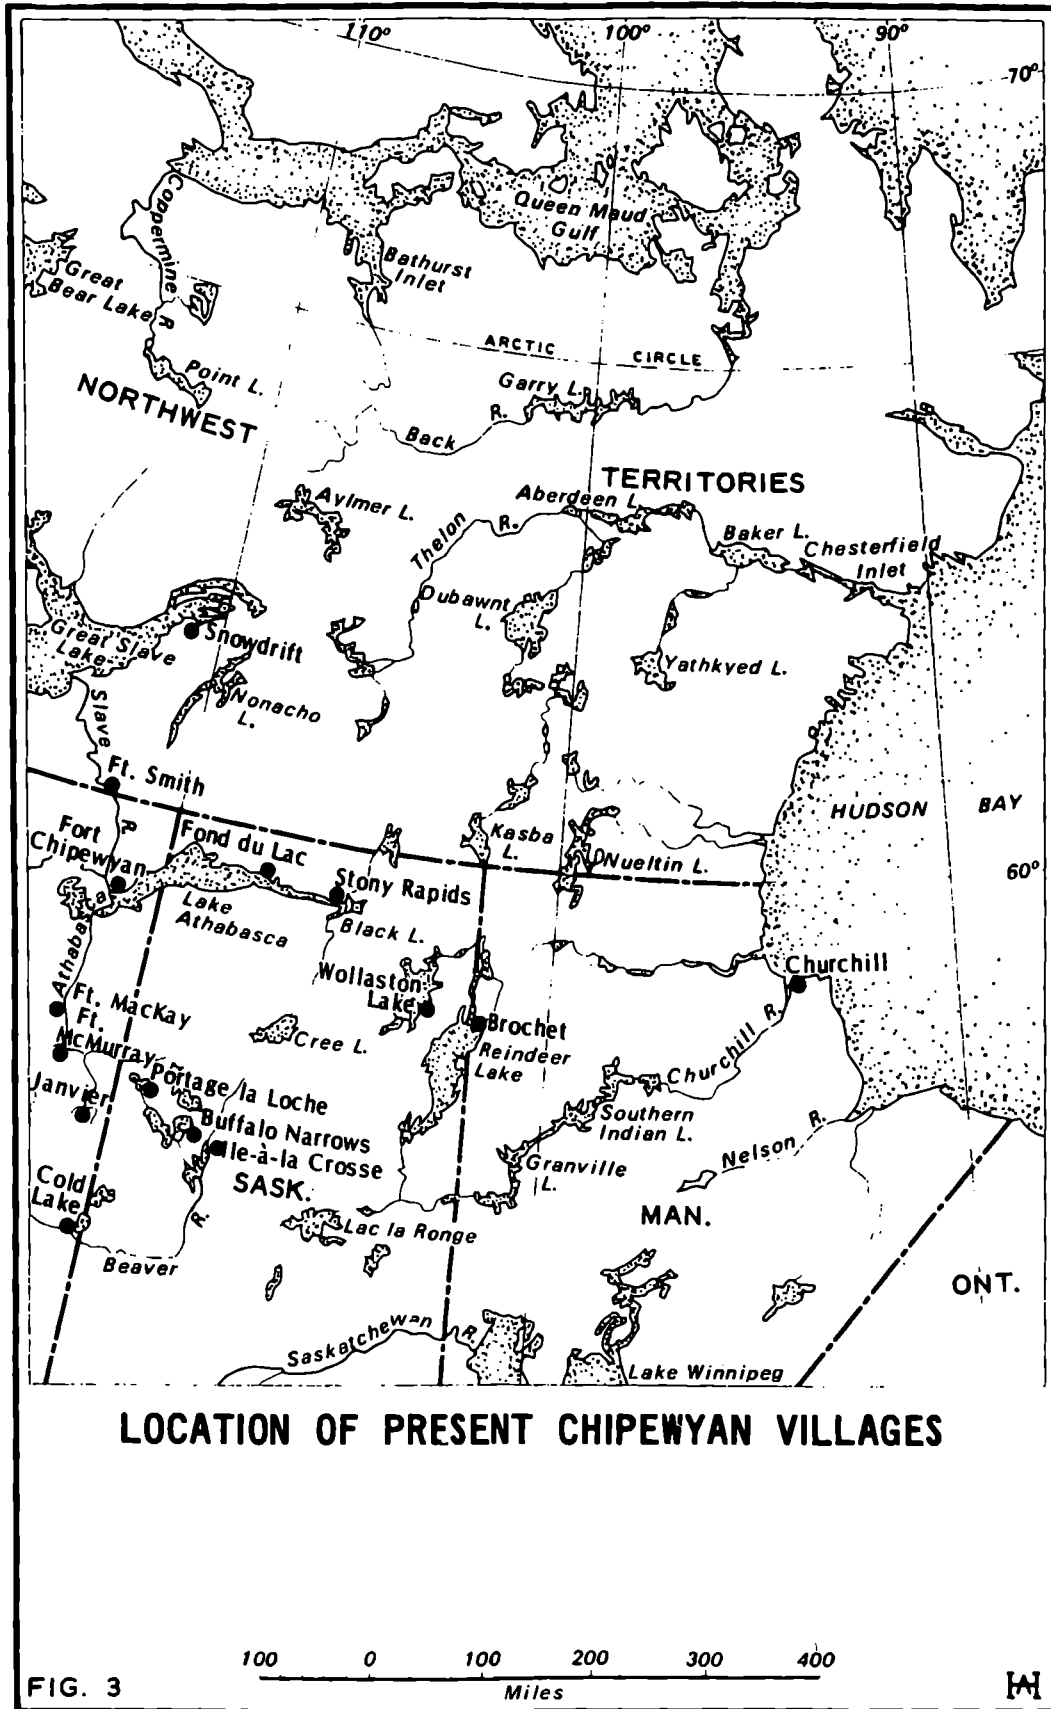 110°
100°
90°
70°
Coppermine
R
Queen Maud
Gulf
Bathurst
Inlet
Great
Bear Lake
ARCTIC CIRCLE
Point L.
Garry L.
NORTHWEST
R.
Back
TERRITORIES
Aylmer L.
Aberdeen L.
Thelon
R.
Baker L.
Chesterfield
Inlet
Dubawnt
L.
Great Slave
Lake
Snowdrift
Yathkyed L.
Nonacho
L.
Slave
R.
Ft. Smith
HUDSON BAY
Fort
Chipewyan
Fond du Lac
Kasba
L.
Nueltin L.
60°
Stony Rapids
Lake
Athabasca
Black L.
Athabasca
Wollaston
Lake
Churchill
Ft. MacKay
Ft.
McMurray
Cree L.
Brochet
Reindeer
Lake
Churchill R.
Janvier
Portage la Loche
Southern
Indian L.
Buffalo Narrows
Ile-à-la Crosse
Nelson R.
Granville
L.
SASK.
Cold
Lake
R.
Beaver
Lac la Ronge
MAN.
ONT.
Saskatchewan R.
Lake Winnipeg
LOCATION OF PRESENT CHIPEWYAN VILLAGES
100 0 100 200 300 400
Miles
FIG. 3